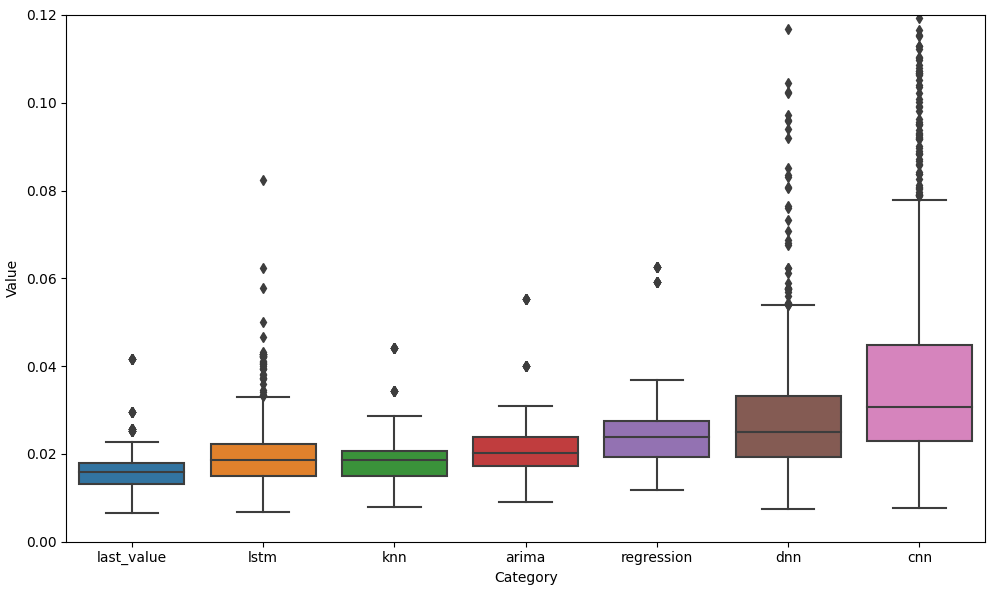 0.12
0.10
0.08
0.06
0.04
0.02
0.00
Value
last_value lstm knn arima regression dnn cnn
Category